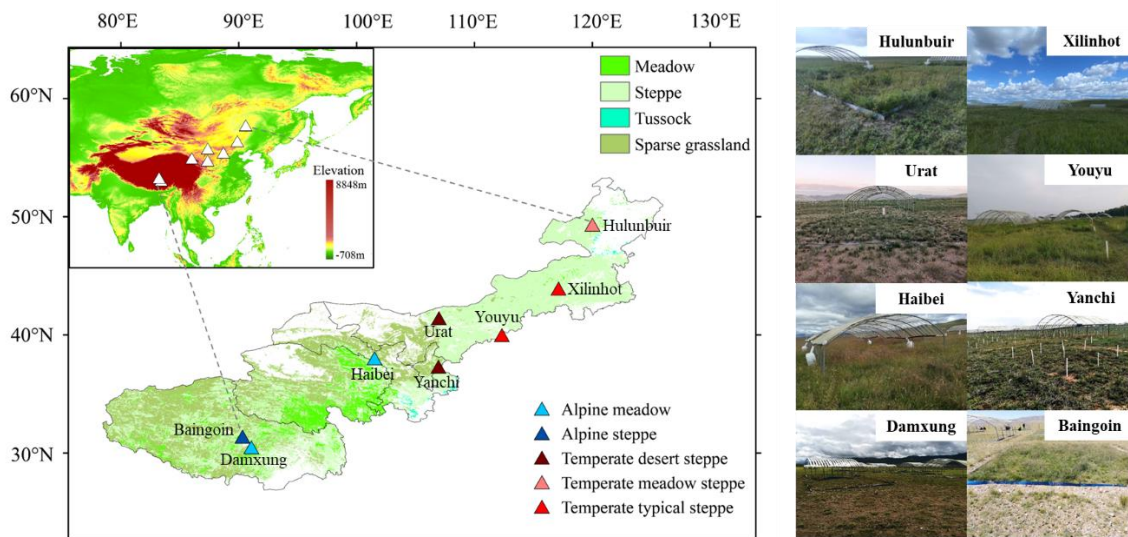 80°E
90°E
100°E
110°E
120°E
130°E
60°N
50°N
40°N
30°N
Elevation
8848m
-708m
Meadow
Steppe
Tussock
Sparse grassland
Hulunbuir
Xilinhot
Urat
Youyu
Haibei
Yanchi
Baingoin
Damxung
Alpine meadow
Alpine steppe
Temperate desert steppe
Temperate meadow steppe
Temperate typical steppe
Hulunbuir
Xilinhot
Urat
Youyu
Haibei
Yanchi
Damxung
Baingoin